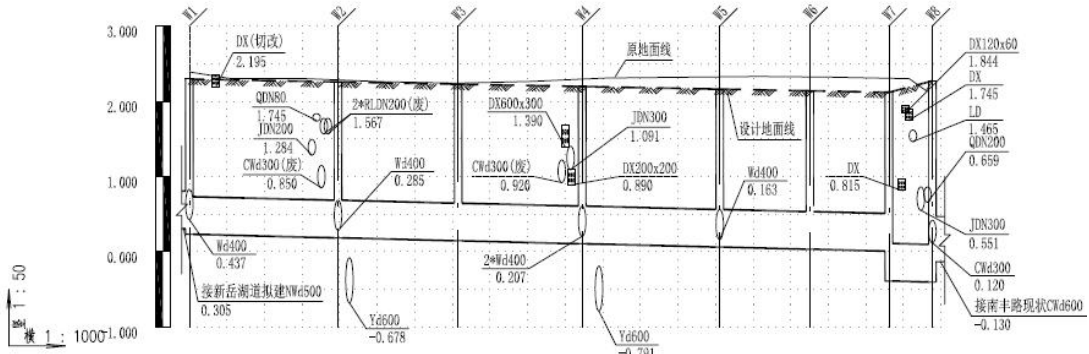 W1
W2
W3
W4
W5
W6
W7
W8
3.000
2.000
1.000
0.000
-1.000
DX(切改)
2.195
QDN80
1.745
JDN200
1.284
CWd300(废)
0.850
2*RLDN200(废)
1.567
Wd400
0.285
DX600x300
1.390
CWd300(废)
0.920
原地面线
JDN300
1.091
DX200x200
0.890
设计地面线
Wd400
0.163
DX
0.815
DX120x60
1.844
DX
1.745
LD
1.465
QDN200
0.659
JDN300
0.551
CWd300
0.120
接南丰路现状CWd600
-0.130
Wd400
0.437
接新岳湖道拟建NWd500
0.305
Yd600
-0.678
2*Wd400
0.207
Yd600
-0.791
竖 1:50
横 1:1000